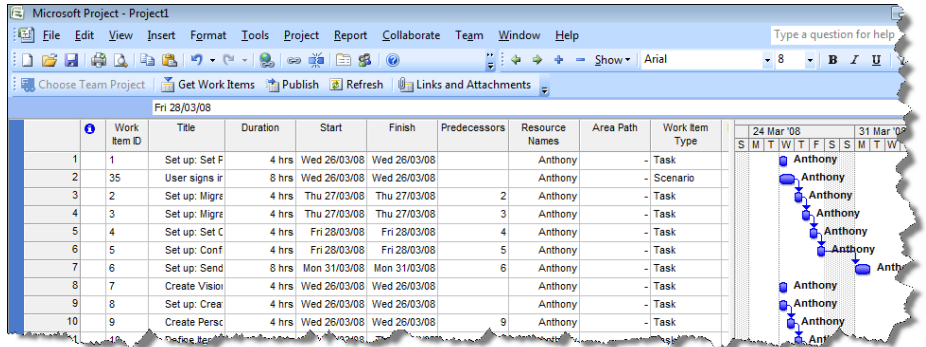 Microsoft Project - Project1
File Edit View Insert Format Tools Project Report Collaborate Team Window Help Type a question for help
Show Arial 8 B I U
Choose Team Project Get Work Items Publish Refresh Links and Attachments
Fri 28/03/08
Work Item ID Title Duration Start Finish Predecessors Resource Names Area Path Work Item Type 24 Mar '08 31 Mar '08
S M T W T F S S M T W
1 1 Set up: Set P 4 hrs Wed 26/03/08 Wed 26/03/08 Anthony - Task Anthony
2 35 User signs in 8 hrs Wed 26/03/08 Wed 26/03/08 Anthony - Scenario Anthony
3 2 Set up: Migra 4 hrs Thu 27/03/08 Thu 27/03/08 2 Anthony - Task Anthony
4 3 Set up: Migra 4 hrs Thu 27/03/08 Thu 27/03/08 3 Anthony - Task Anthony
5 4 Set up: Set C 4 hrs Fri 28/03/08 Fri 28/03/08 4 Anthony - Task Anthony
6 5 Set up: Conf 4 hrs Fri 28/03/08 Fri 28/03/08 5 Anthony - Task Anthony
7 6 Set up: Send 8 hrs Mon 31/03/08 Mon 31/03/08 6 Anthony - Task Anth
8 7 Create Vision 4 hrs Wed 26/03/08 Wed 26/03/08 Anthony - Task Anthony
9 8 Set up: Crea 4 hrs Wed 26/03/08 Wed 26/03/08 Anthony - Task Anthony
10 9 Create Persc 4 hrs Wed 26/03/08 Wed 26/03/08 9 Anthony - Task Anthony